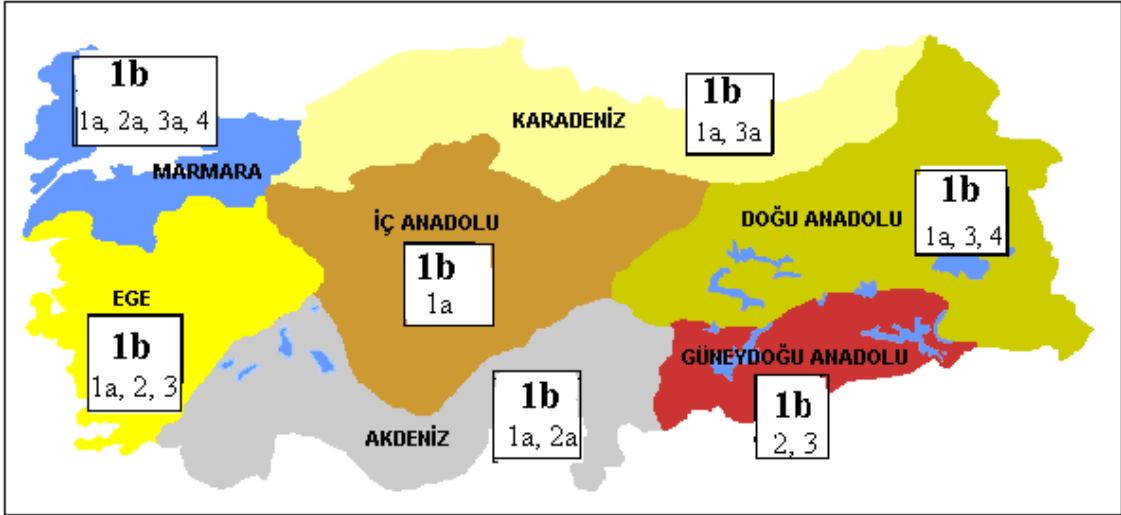 1b
1a, 2a, 3a, 4
MARMARA
KARADENİZ
1b
1a, 3a
İÇ ANADOLU
1b
1a
DOĞU ANADOLU
1b
1a, 3, 4
EGE
1b
1a, 2, 3
AKDENİZ
1b
1a, 2a
GÜNEYDOĞU ANADOLU
1b
2, 3